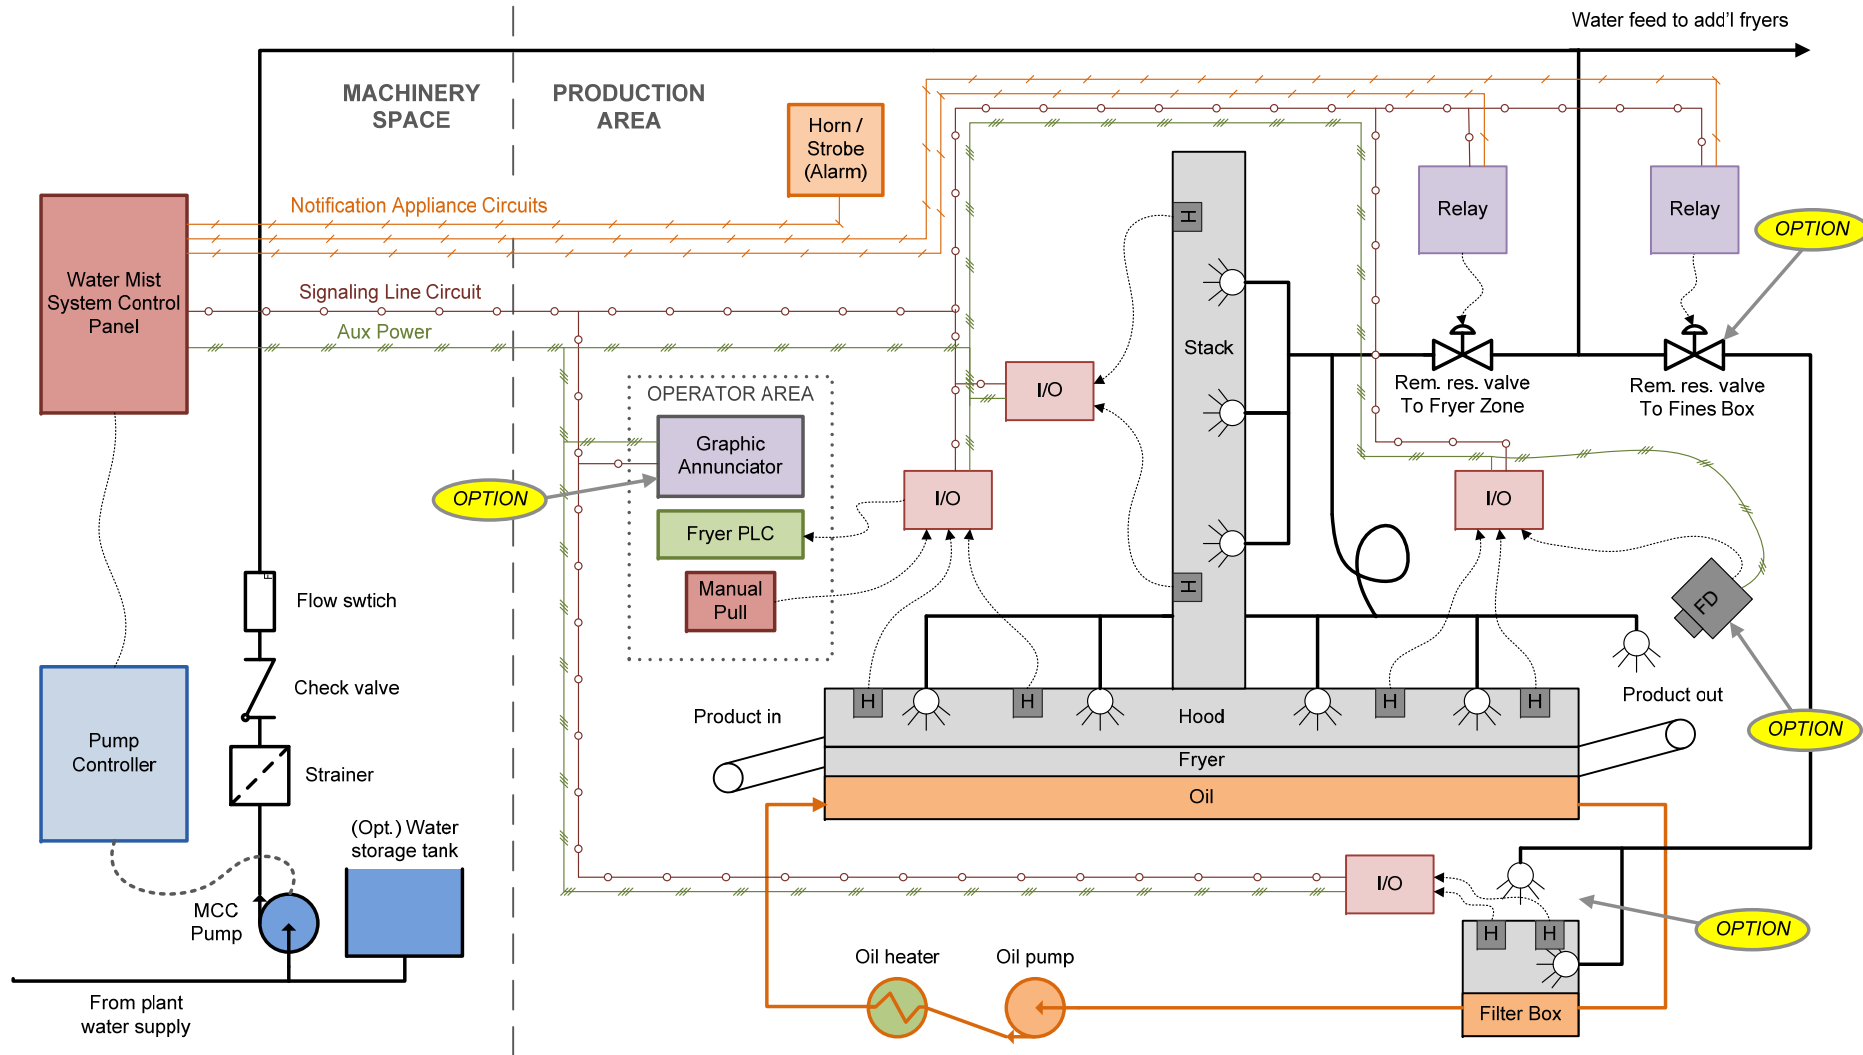 Water feed to add'l fryers
MACHINERY
SPACE
PRODUCTION
AREA
Horn /
Strobe
(Alarm)
Relay
Relay
OPTION
Notification Appliance Circuits
Water Mist
System Control
Panel
Signaling Line Circuit
Aux Power
H
Stack
Rem. res. valve
To Fryer Zone
Rem. res. valve
To Fines Box
OPERATOR AREA
I/O
Graphic
Annunciator
OPTION
I/O
I/O
Fryer PLC
Manual
Pull
H
Flow swtich
FD
Check valve
Product in
H
H
Hood
H
H
Product out
OPTION
Pump
Controller
Strainer
Fryer
Oil
(Opt.) Water
storage tank
I/O
MCC
Pump
H
H
OPTION
Oil heater
Oil pump
Filter Box
From plant
water supply